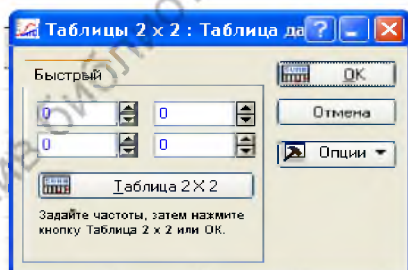 Таблицы 2 x 2 : Таблица да
Быстрый
OK
0 0
Отмена
0 0
Опции
Таблица 2 X 2
Задайте частоты, затем нажмите
кнопку Таблица 2 x 2 или OK.